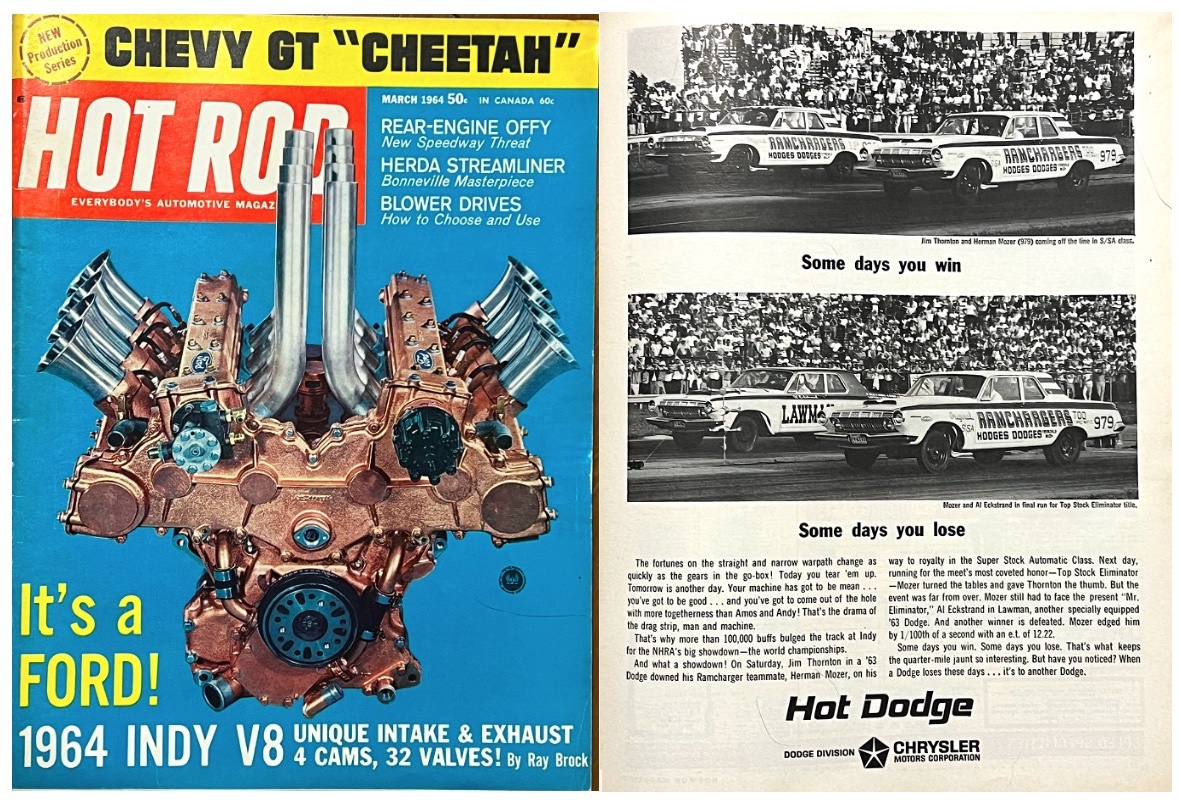 NEW
Production
Series
CHEVY GT "CHEETAH"
HOT ROD
EVERYBODY'S AUTOMOTIVE MAGAZ
MARCH 1964 50c IN CANADA 60c
REAR-ENGINE OFFY
New Speedway Threat
HERDA STREAMLINER
Bonneville Masterpiece
BLOWER DRIVES
How to Choose and Use
It's a
FORD!
1964 INDY V8
UNIQUE INTAKE & EXHAUST
4 CAMS, 32 VALVES! By Ray Brock
RAMCHARGERS
HODGES DODGES
RAMCHARGERS
HODGES DODGES
979
Jim Thornton and Herman Mozer (979) coming off the line in S/SA class.
Some days you win
LAWMA
Original
S/SA
RAMCHARGERS TOO
HODGES DODGES
979
Mozer and Al Eckstrand in final run for Top Stock Eliminator title.
Some days you lose
The fortunes on the straight and narrow warpath change as
quickly as the gears in the go-box! Today you tear 'em up.
Tomorrow is another day. Your machine has got to be mean . . .
you've got to be good . . . and you've got to come out of the hole
with more togetherness than Amos and Andy! That's the drama of
the drag strip, man and machine.
That's why more than 100,000 buffs bulged the track at Indy
for the NHRA's big showdown—the world championships.
And what a showdown! On Saturday, Jim Thornton in a '63
Dodge downed his Ramcharger teammate, Herman Mozer, on his
way to royalty in the Super Stock Automatic Class. Next day,
running for the meet's most coveted honor—Top Stock Eliminator
—Mozer turned the tables and gave Thornton the thumb. But the
event was far from over. Mozer still had to face the present "Mr.
Eliminator," Al Eckstrand in Lawman, another specially equipped
'63 Dodge. And another winner is defeated. Mozer edged him
by 1/100th of a second with an e.t. of 12.22.
Some days you win. Some days you lose. That's what keeps
the quarter-mile jaunt so interesting. But have you noticed? When
a Dodge loses these days . . . it's to another Dodge.
Hot Dodge
DODGE DIVISION CHRYSLER
MOTORS CORPORATION